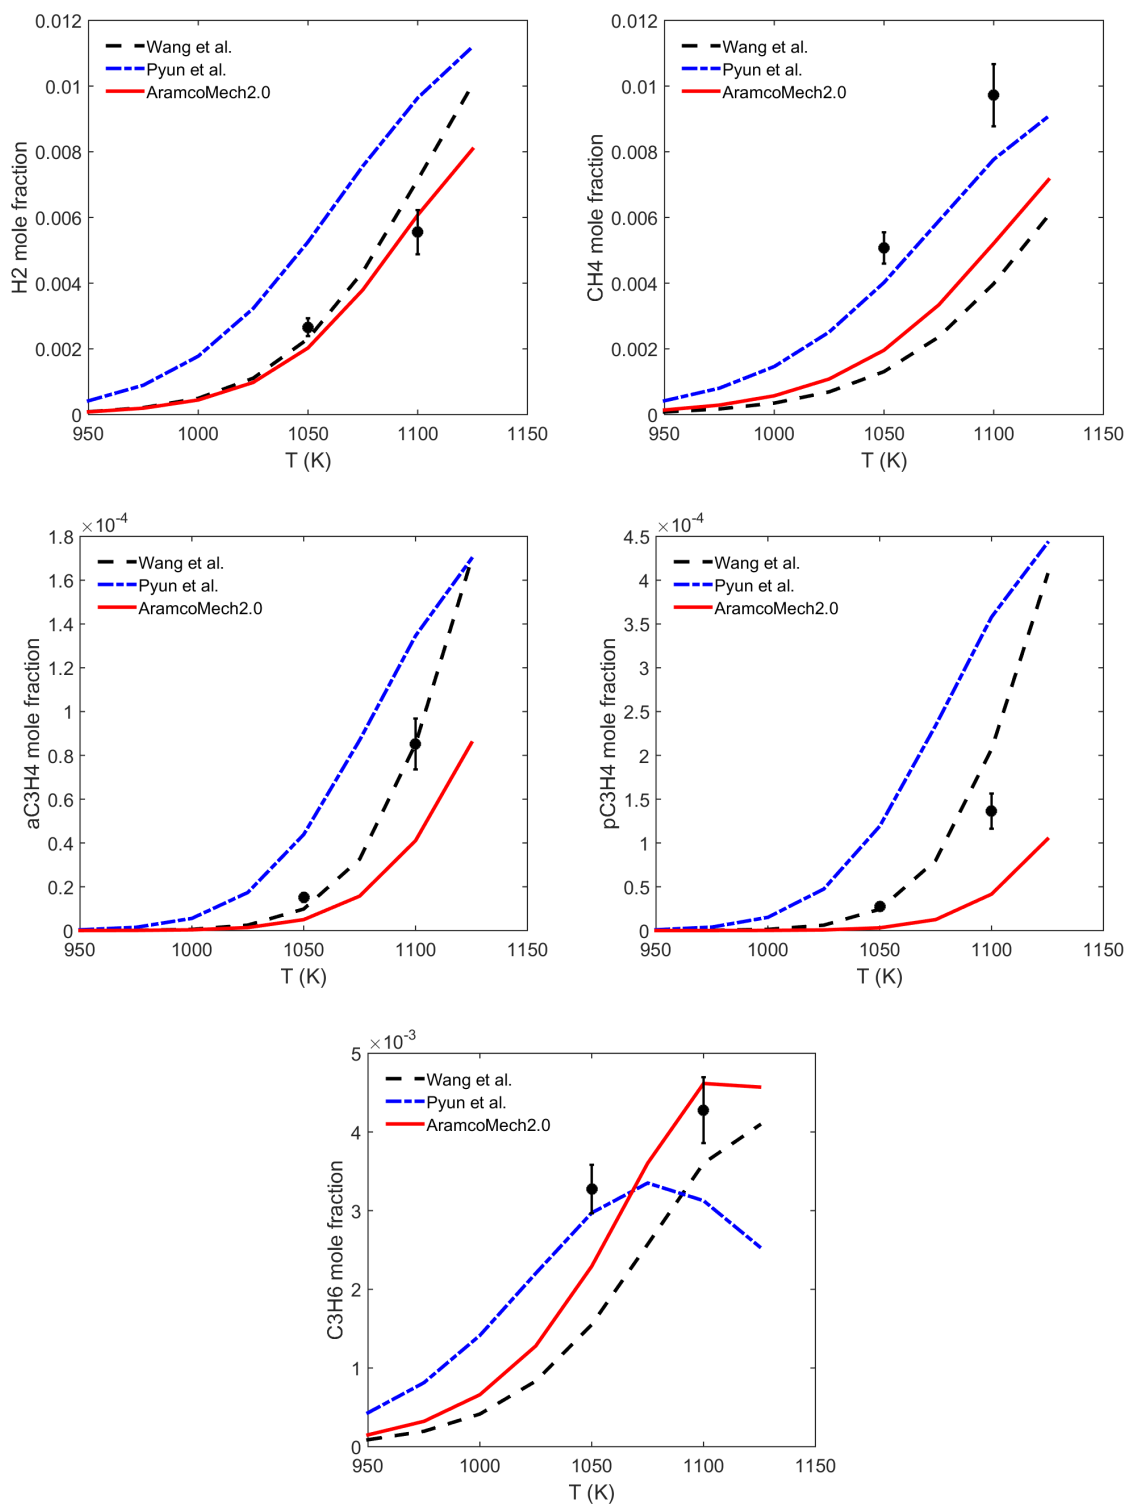 0.012
0.01
0.008
0.006
0.004
0.002
0
H2 mole fraction
Wang et al.
Pyun et al.
AramcoMech2.0
950 1000 1050 1100 1150
T (K)
0.012
0.01
0.008
0.006
0.004
0.002
0
CH4 mole fraction
Wang et al.
Pyun et al.
AramcoMech2.0
950 1000 1050 1100 1150
T (K)
×10-4
1.8
1.6
1.4
1.2
1
0.8
0.6
0.4
0.2
0
aC3H4 mole fraction
Wang et al.
Pyun et al.
AramcoMech2.0
950 1000 1050 1100 1150
T (K)
×10-4
4.5
4
3.5
3
2.5
2
1.5
1
0.5
0
pC3H4 mole fraction
Wang et al.
Pyun et al.
AramcoMech2.0
950 1000 1050 1100 1150
T (K)
×10-3
5
4
3
2
1
0
C3H6 mole fraction
Wang et al.
Pyun et al.
AramcoMech2.0
950 1000 1050 1100 1150
T (K)